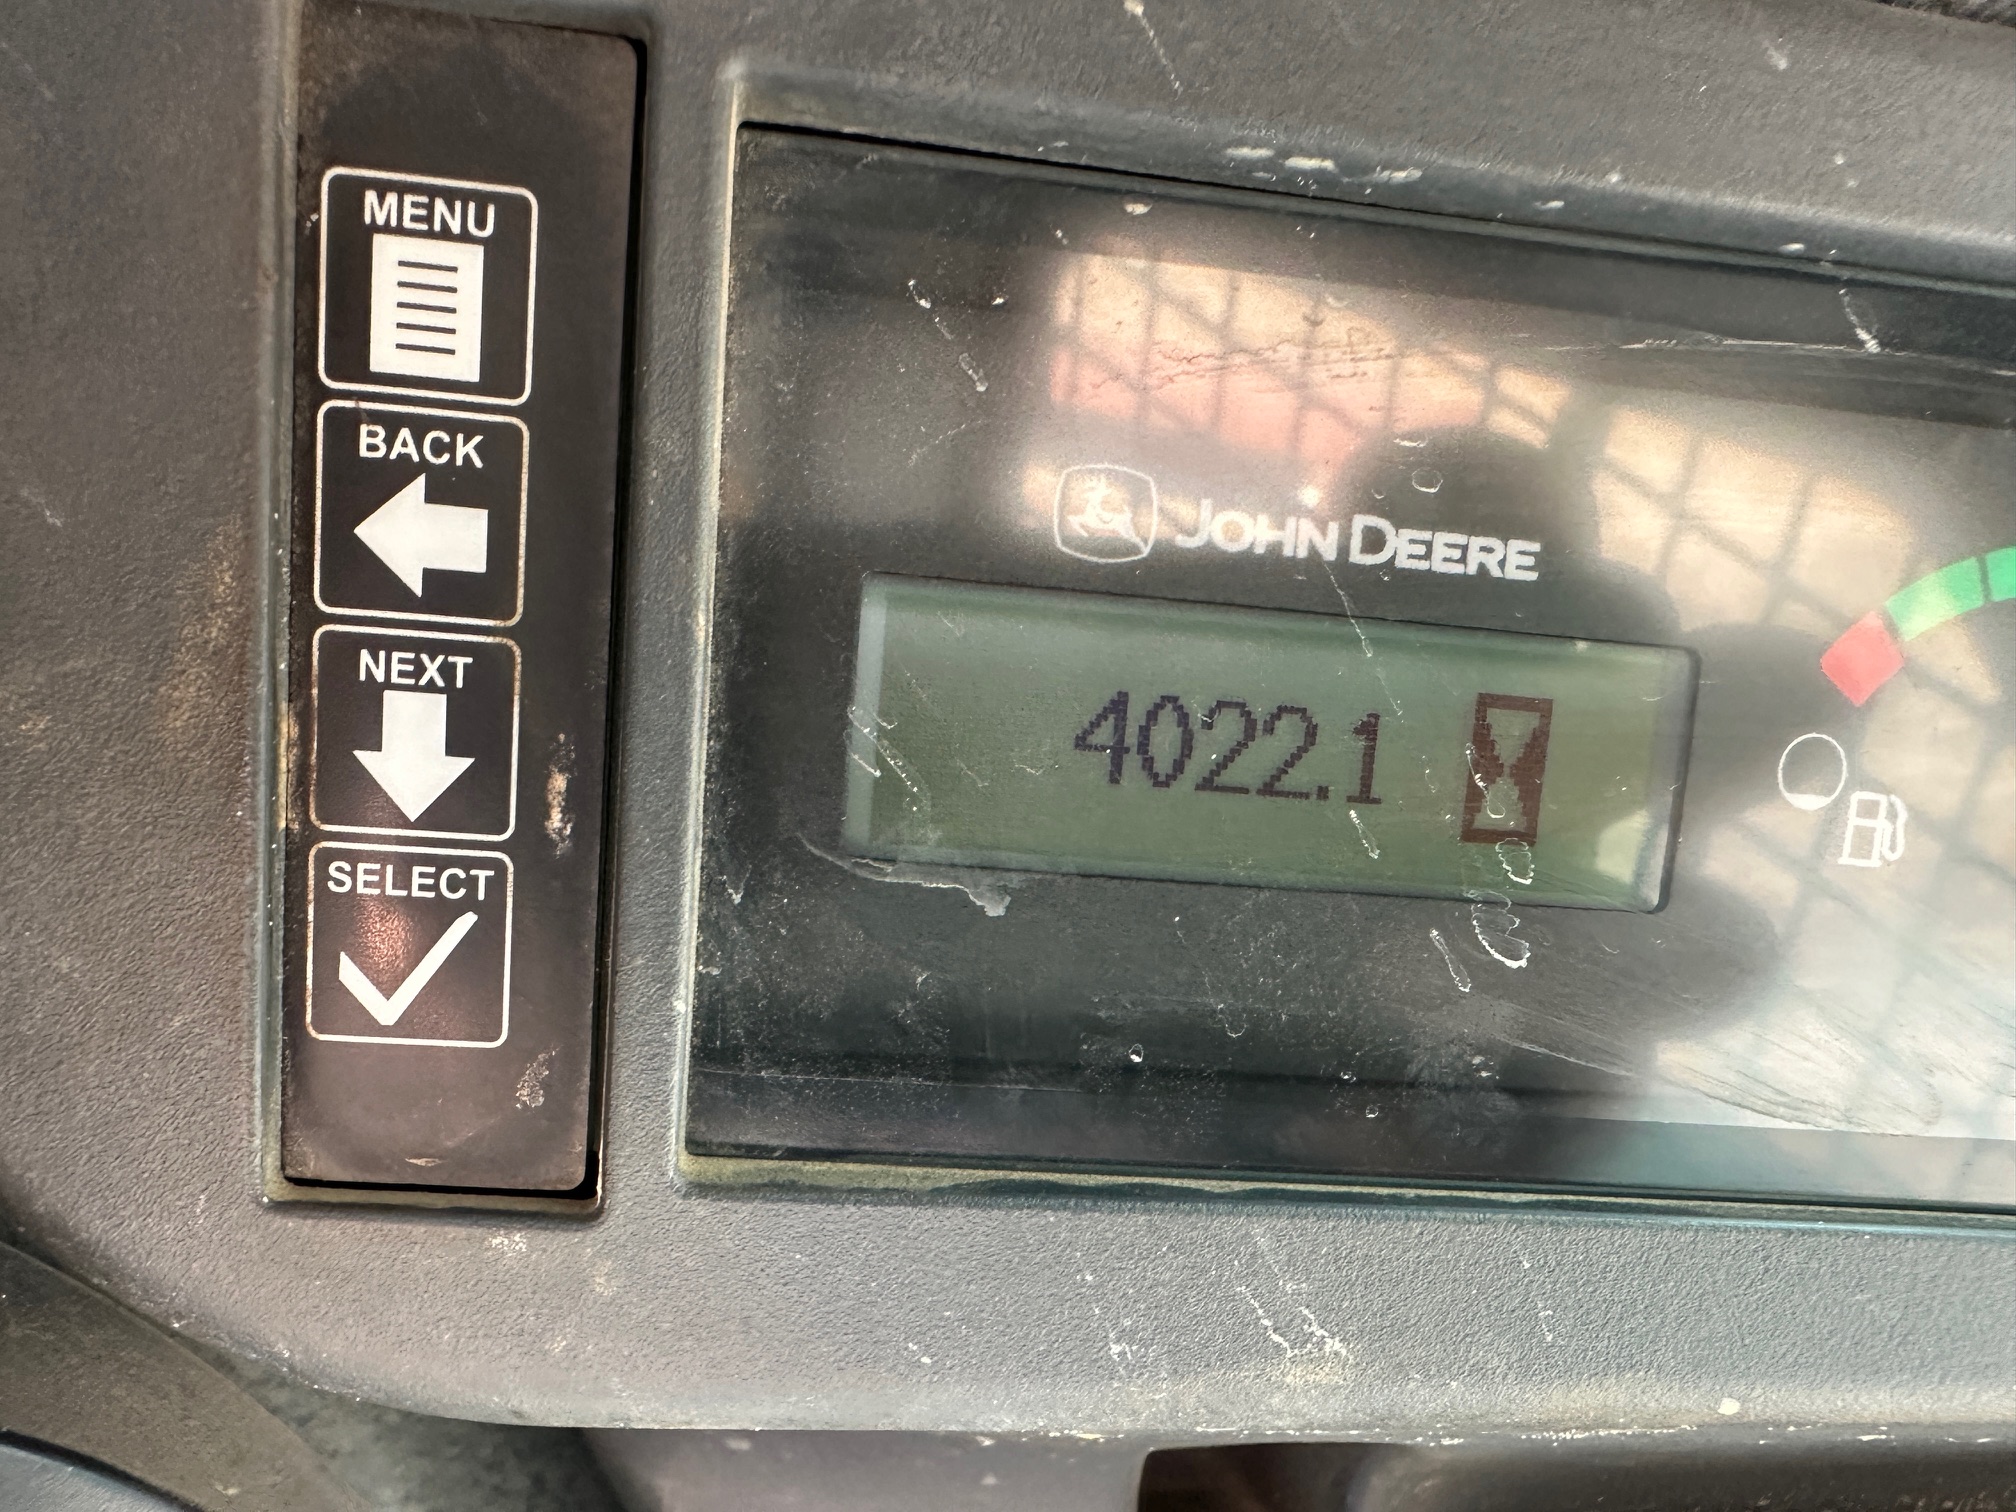 MENU
BACK
NEXT
SELECT
JOHN DEERE
4022.1